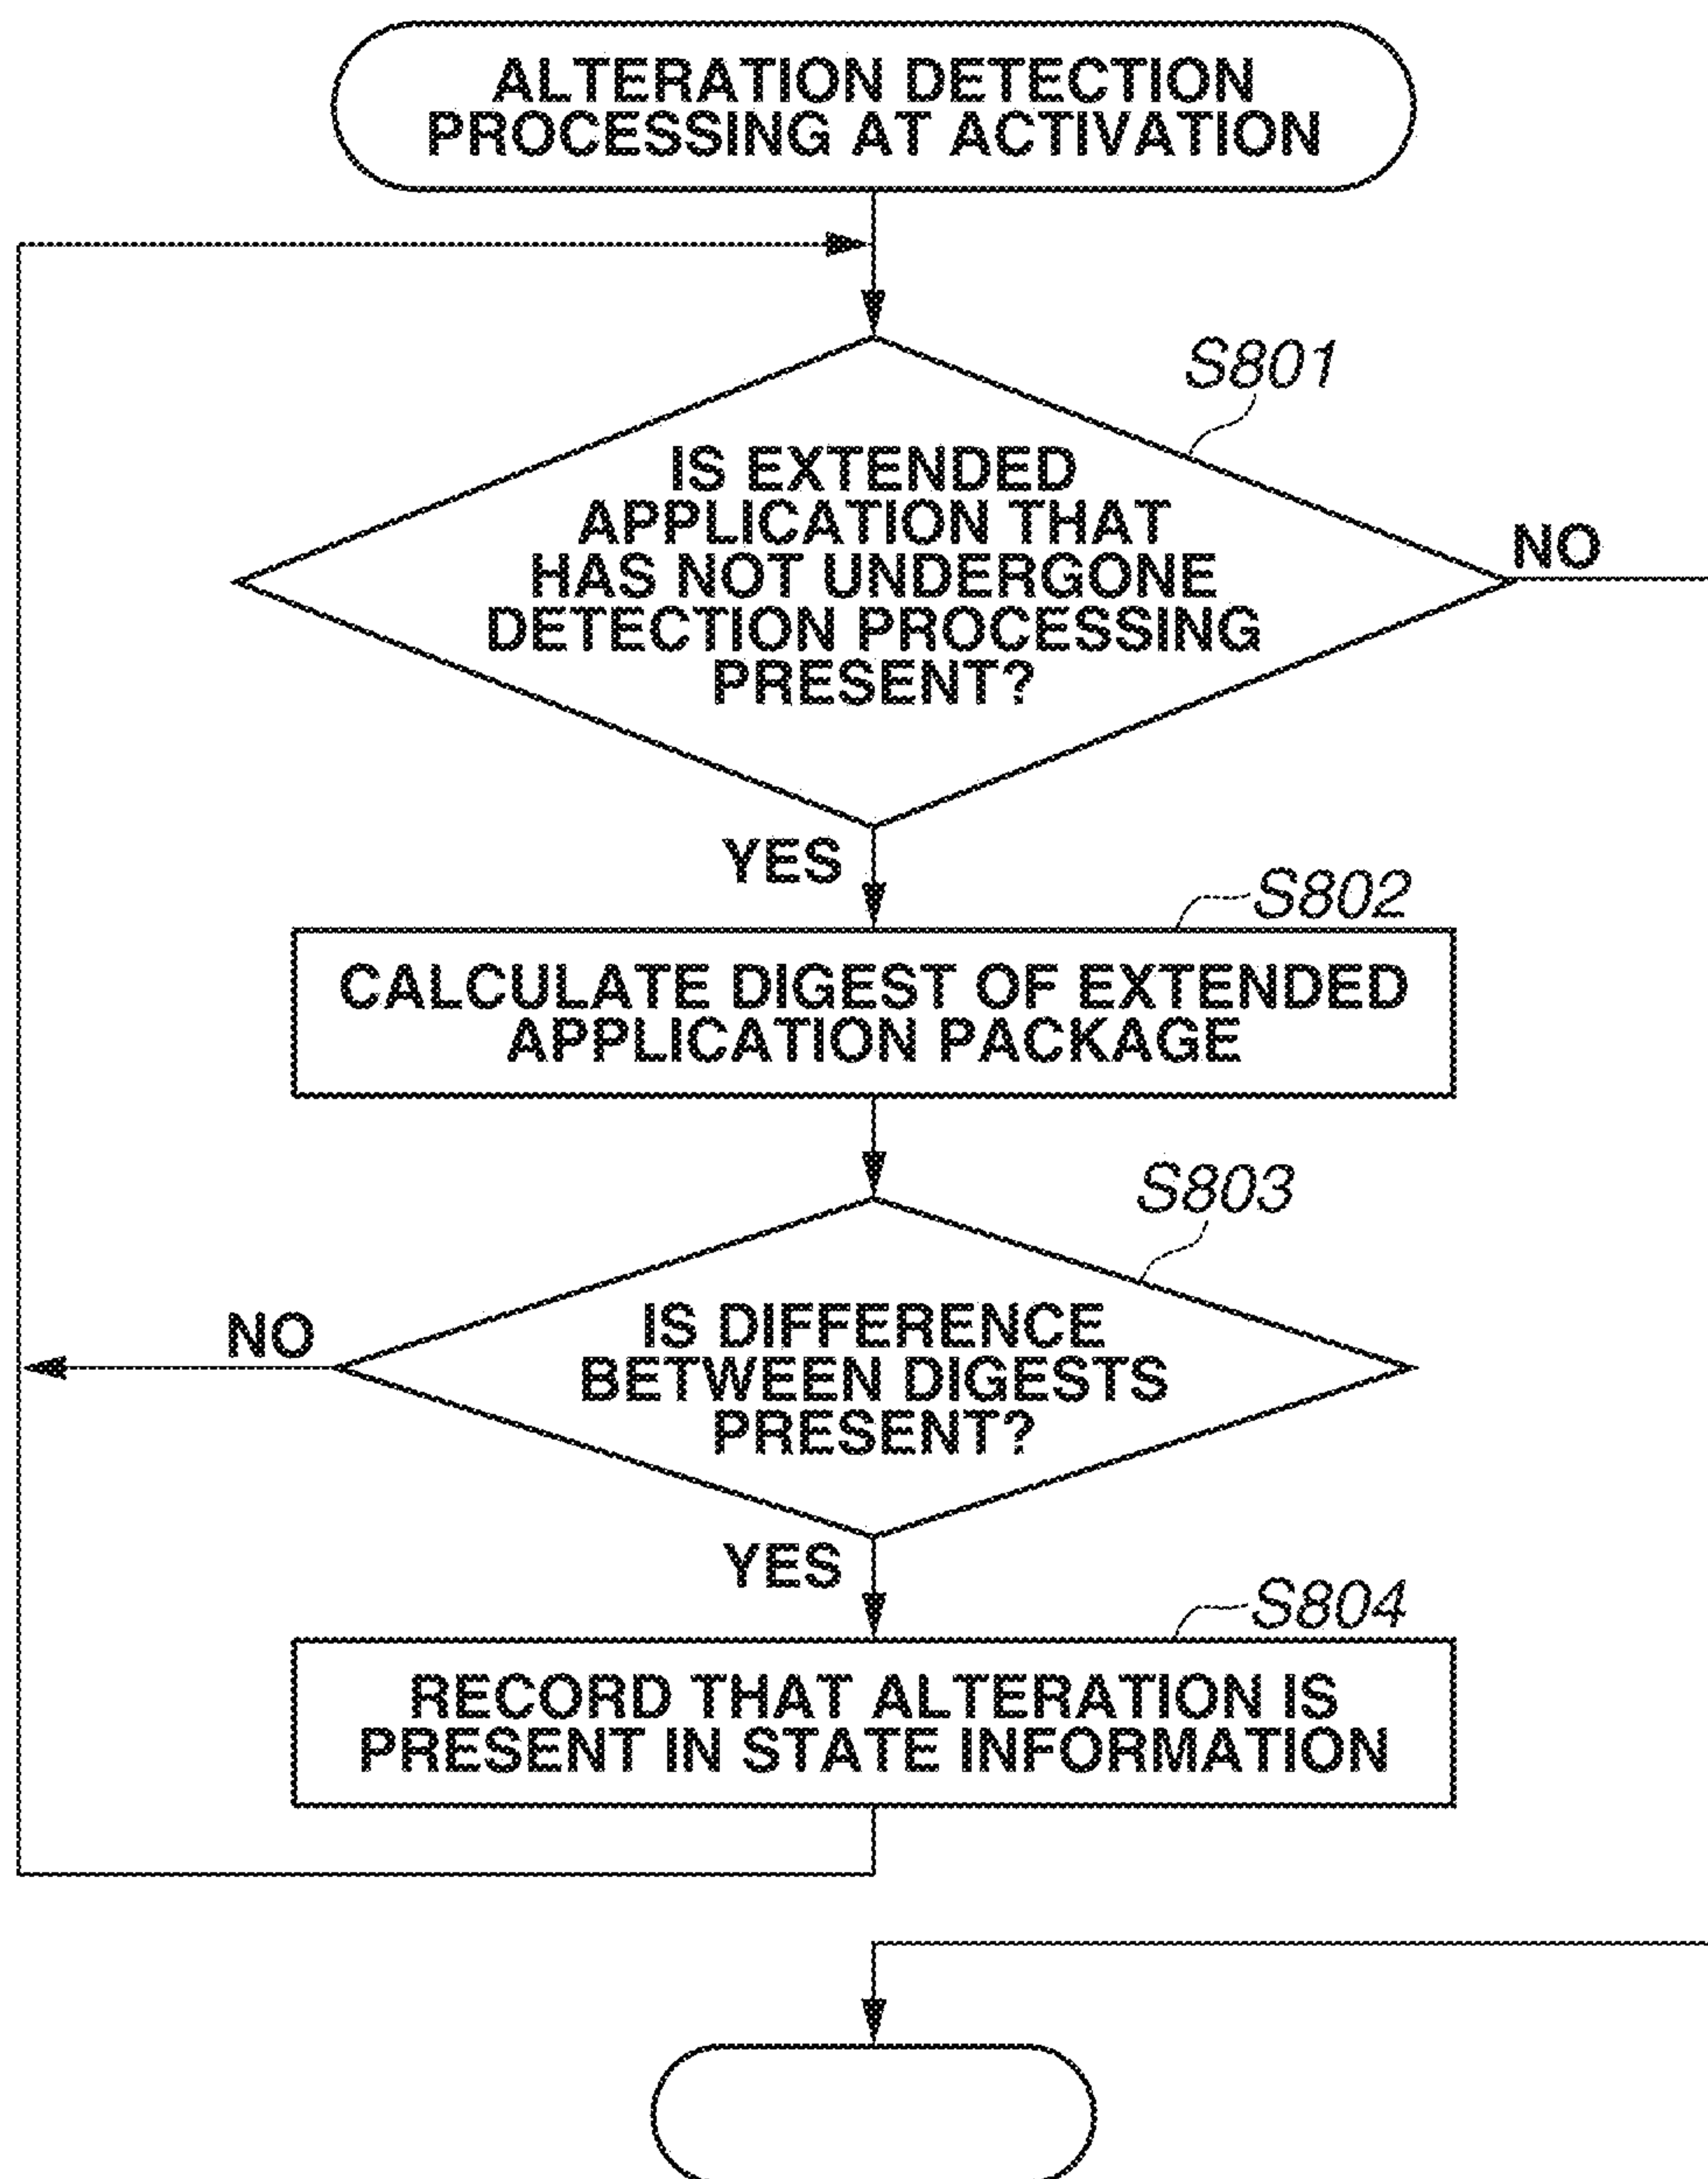 ALTERATION DETECTION
PROCESSING AT ACTIVATION
S801
IS EXTENDED
APPLICATION THAT
HAS NOT UNDERGONE
DETECTION PROCESSING
PRESENT?
NO
YES
S802
CALCULATE DIGEST OF EXTENDED
APPLICATION PACKAGE
S803
IS DIFFERENCE
BETWEEN DIGESTS
PRESENT?
NO
YES
S804
RECORD THAT ALTERATION IS
PRESENT IN STATE INFORMATION